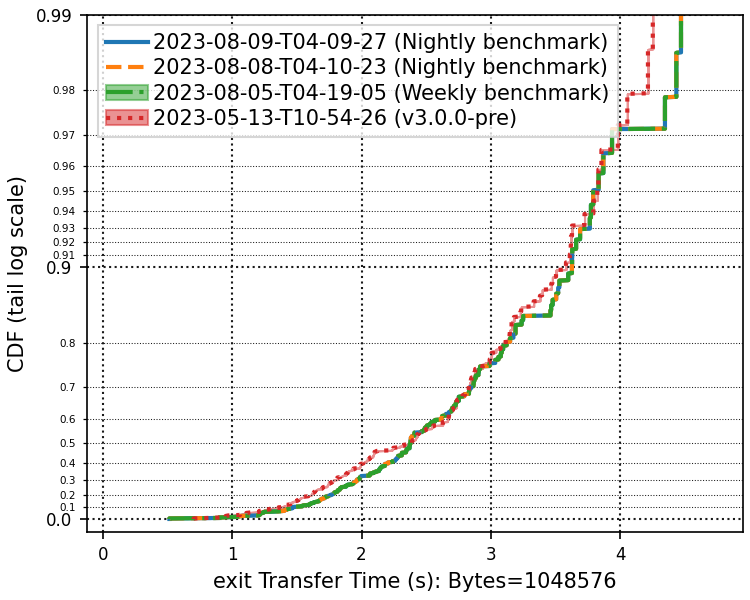 0.99
2023-08-09-T04-09-27 (Nightly benchmark)
2023-08-08-T04-10-23 (Nightly benchmark)
2023-08-05-T04-19-05 (Weekly benchmark)
2023-05-13-T10-54-26 (v3.0.0-pre)
0.98
0.97
0.96
0.95
0.94
0.93
0.92
0.91
0.9
0.8
0.7
0.6
0.5
0.4
0.3
0.2
0.1
0.0
CDF (tail log scale)
0 1 2 3 4
exit Transfer Time (s): Bytes=1048576